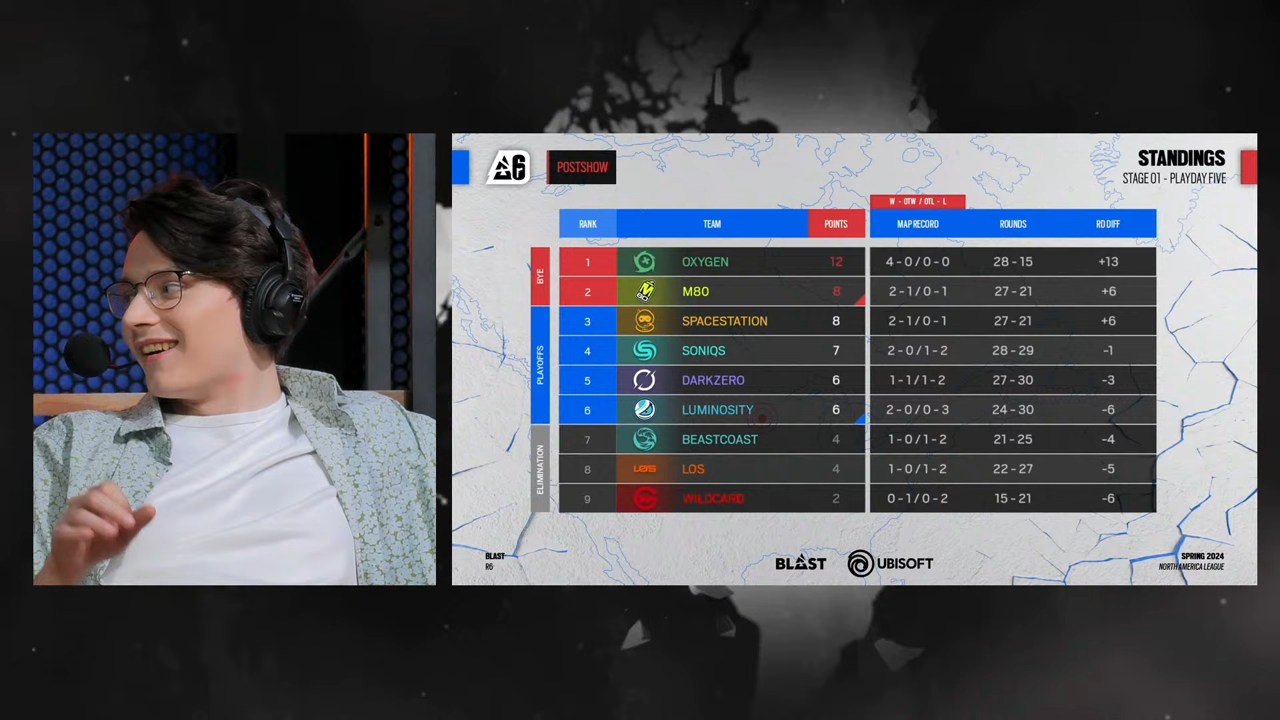 6
POSTSHOW
STANDINGS
STAGE 01 - PLAYDAY FIVE
W - OTW / OTL - L
RANK TEAM POINTS MAP RECORD ROUNDS RD DIFF
BYE
1 OXYGEN 12 4-0/0-0 28-15 +13
2 M80 8 2-1/0-1 27-21 +6
PLAYOFFS
3 SPACESTATION 8 2-1/0-1 27-21 +6
4 SONIQS 7 2-0/1-2 28-29 -1
5 DARKZERO 6 1-1/1-2 27-30 -3
6 LUMINOSITY 6 2-0/0-3 24-30 -6
ELIMINATION
7 BEASTCOAST 4 1-0/1-2 21-25 -4
8 LOS LOS 4 1-0/1-2 22-27 -5
9 WILDCARD 2 0-1/0-2 15-21 -6
BLAST
R6
BLAST UBISOFT
SPRING 2024
NORTH AMERICA LEAGUE